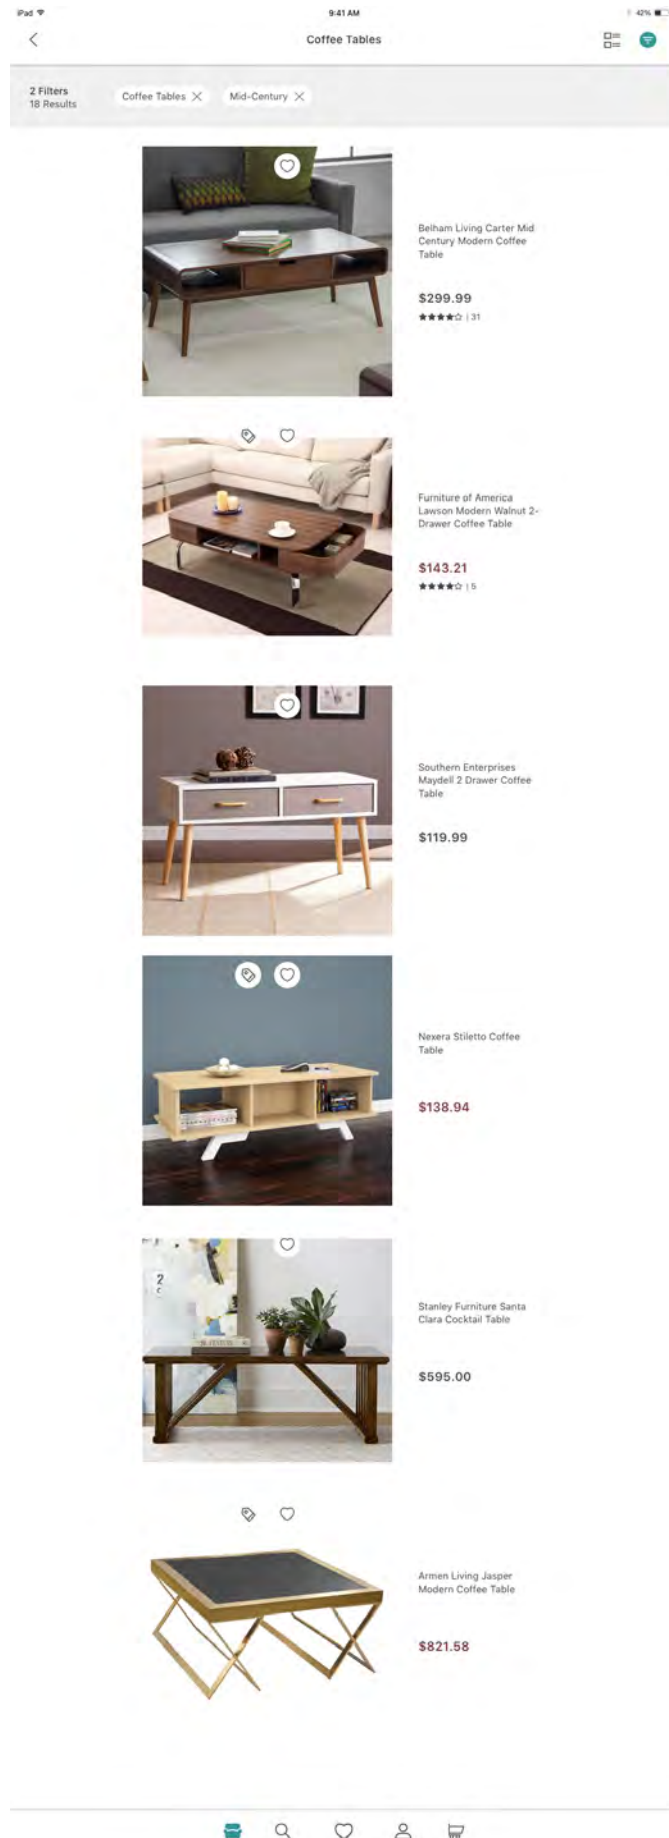 iPad
9:41 AM
42%
Coffee Tables
2 Filters
18 Results
Coffee Tables
Mid-Century
Belham Living Carter Mid
Century Modern Coffee
Table
$299.99
31
Furniture of America
Lawson Modern Walnut 2-
Drawer Coffee Table
$143.21
5
Southern Enterprises
Maydell 2 Drawer Coffee
Table
$119.99
Nexera Stiletto Coffee
Table
$138.94
Stanley Furniture Santa
Clara Cocktail Table
$595.00
Armen Living Jasper
Modern Coffee Table
$821.58